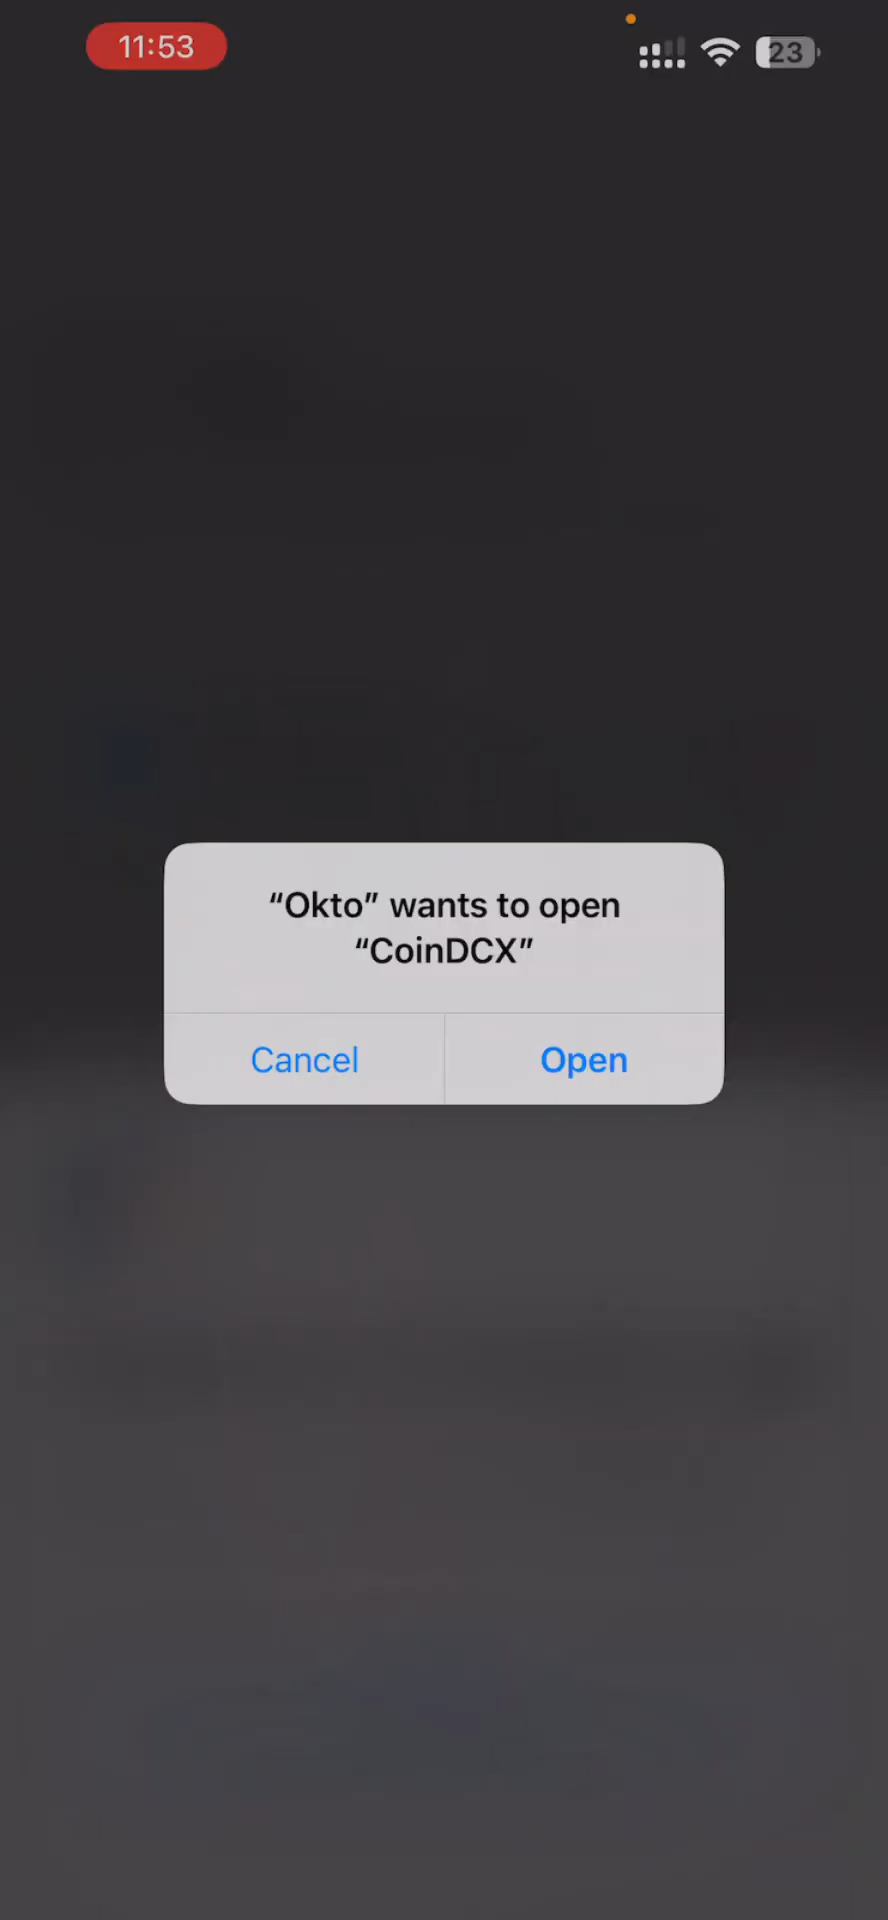 11:53
23
“Okto” wants to open
“CoinDCX”
Cancel
Open